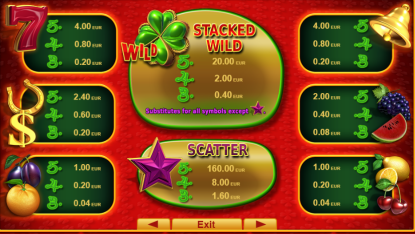 7
5 4.00 EUR
4 0.80 EUR
3 0.20 EUR
$
5 2.40 EUR
4 0.60 EUR
3 0.20 EUR
5 1.00 EUR
4 0.20 EUR
3 0.04 EUR
WILD
STACKED
WILD
5 20.00 EUR
4 2.00 EUR
3 0.40 EUR
Substitutes for all symbols except
SCATTER
5 160.00 EUR
4 8.00 EUR
3 1.60 EUR
5 4.00 EUR
4 0.80 EUR
3 0.20 EUR
5 2.00 EUR
4 0.40 EUR
3 0.08 EUR
5 1.00 EUR
4 0.20 EUR
3 0.04 EUR
Exit